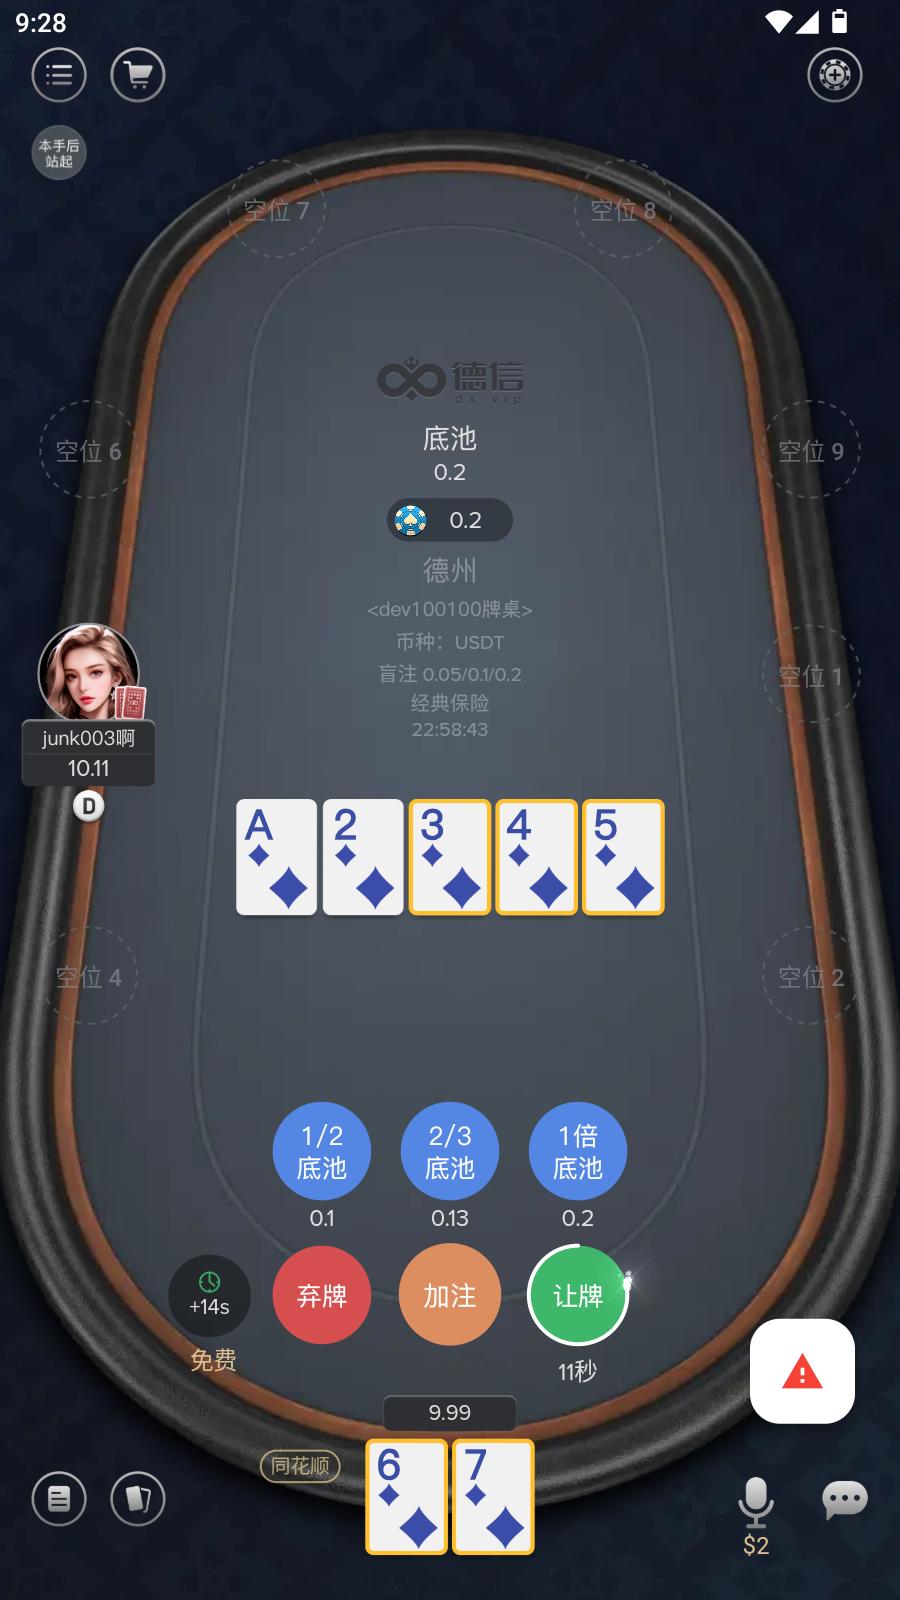 9:28
本手后
站起
空位 7
空位 8
德信
dx.vip
底池
0.2
0.2
空位 6
空位 9
德州
<dev100100牌桌>
币种：USDT
盲注 0.05/0.1/0.2
经典保险
22:58:43
空位 1
junk003啊
10.11
D
A
2
3
4
5
空位 4
空位 2
1/2
底池
2/3
底池
1倍
底池
0.1
0.13
0.2
+14s
弃牌
加注
让牌
免费
11秒
9.99
同花顺
6
7
$2